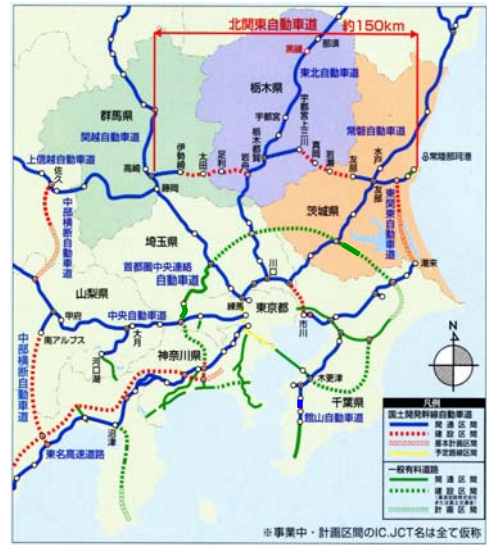 北関東自動車道 約150km
那須
黒磯
東北自動車道
栃木県
群馬県
宇都宮
宇都宮上三川
関越自動車道
常磐自動車道
水戸
上信越自動車道
佐久
伊勢崎
太田
足利
岩舟
栃木都賀
真岡
岩瀬
友部
常陸那珂港
高崎
藤岡
友部
中部横断自動車道
茨城県
東関東自動車道
埼玉県
首都圏中央連絡
自動車道
川口
潮来
山梨県
中央自動車道
練馬
東京都
甲府
大月
市川
南アルプス
神奈川県
河口湖
中部横断自動車道
木更津
千葉県
沼津
館山自動車道
東名高速道路
凡例
国土開発幹線自動車道
開通区間
建設区間
基本計画区間
予定路線区間
一般有料道路
開通区間
建設区間
計画区間
※事業中・計画区間のIC.JCT名は全て仮称